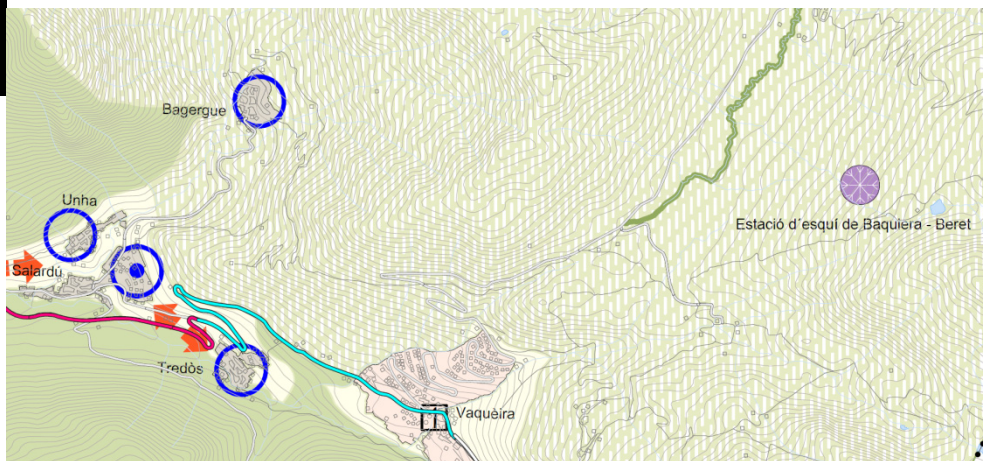 Bagergue
Unha
Estació d´esquí de Baquiera - Beret
Salardú
Tredòs
Vaquèira